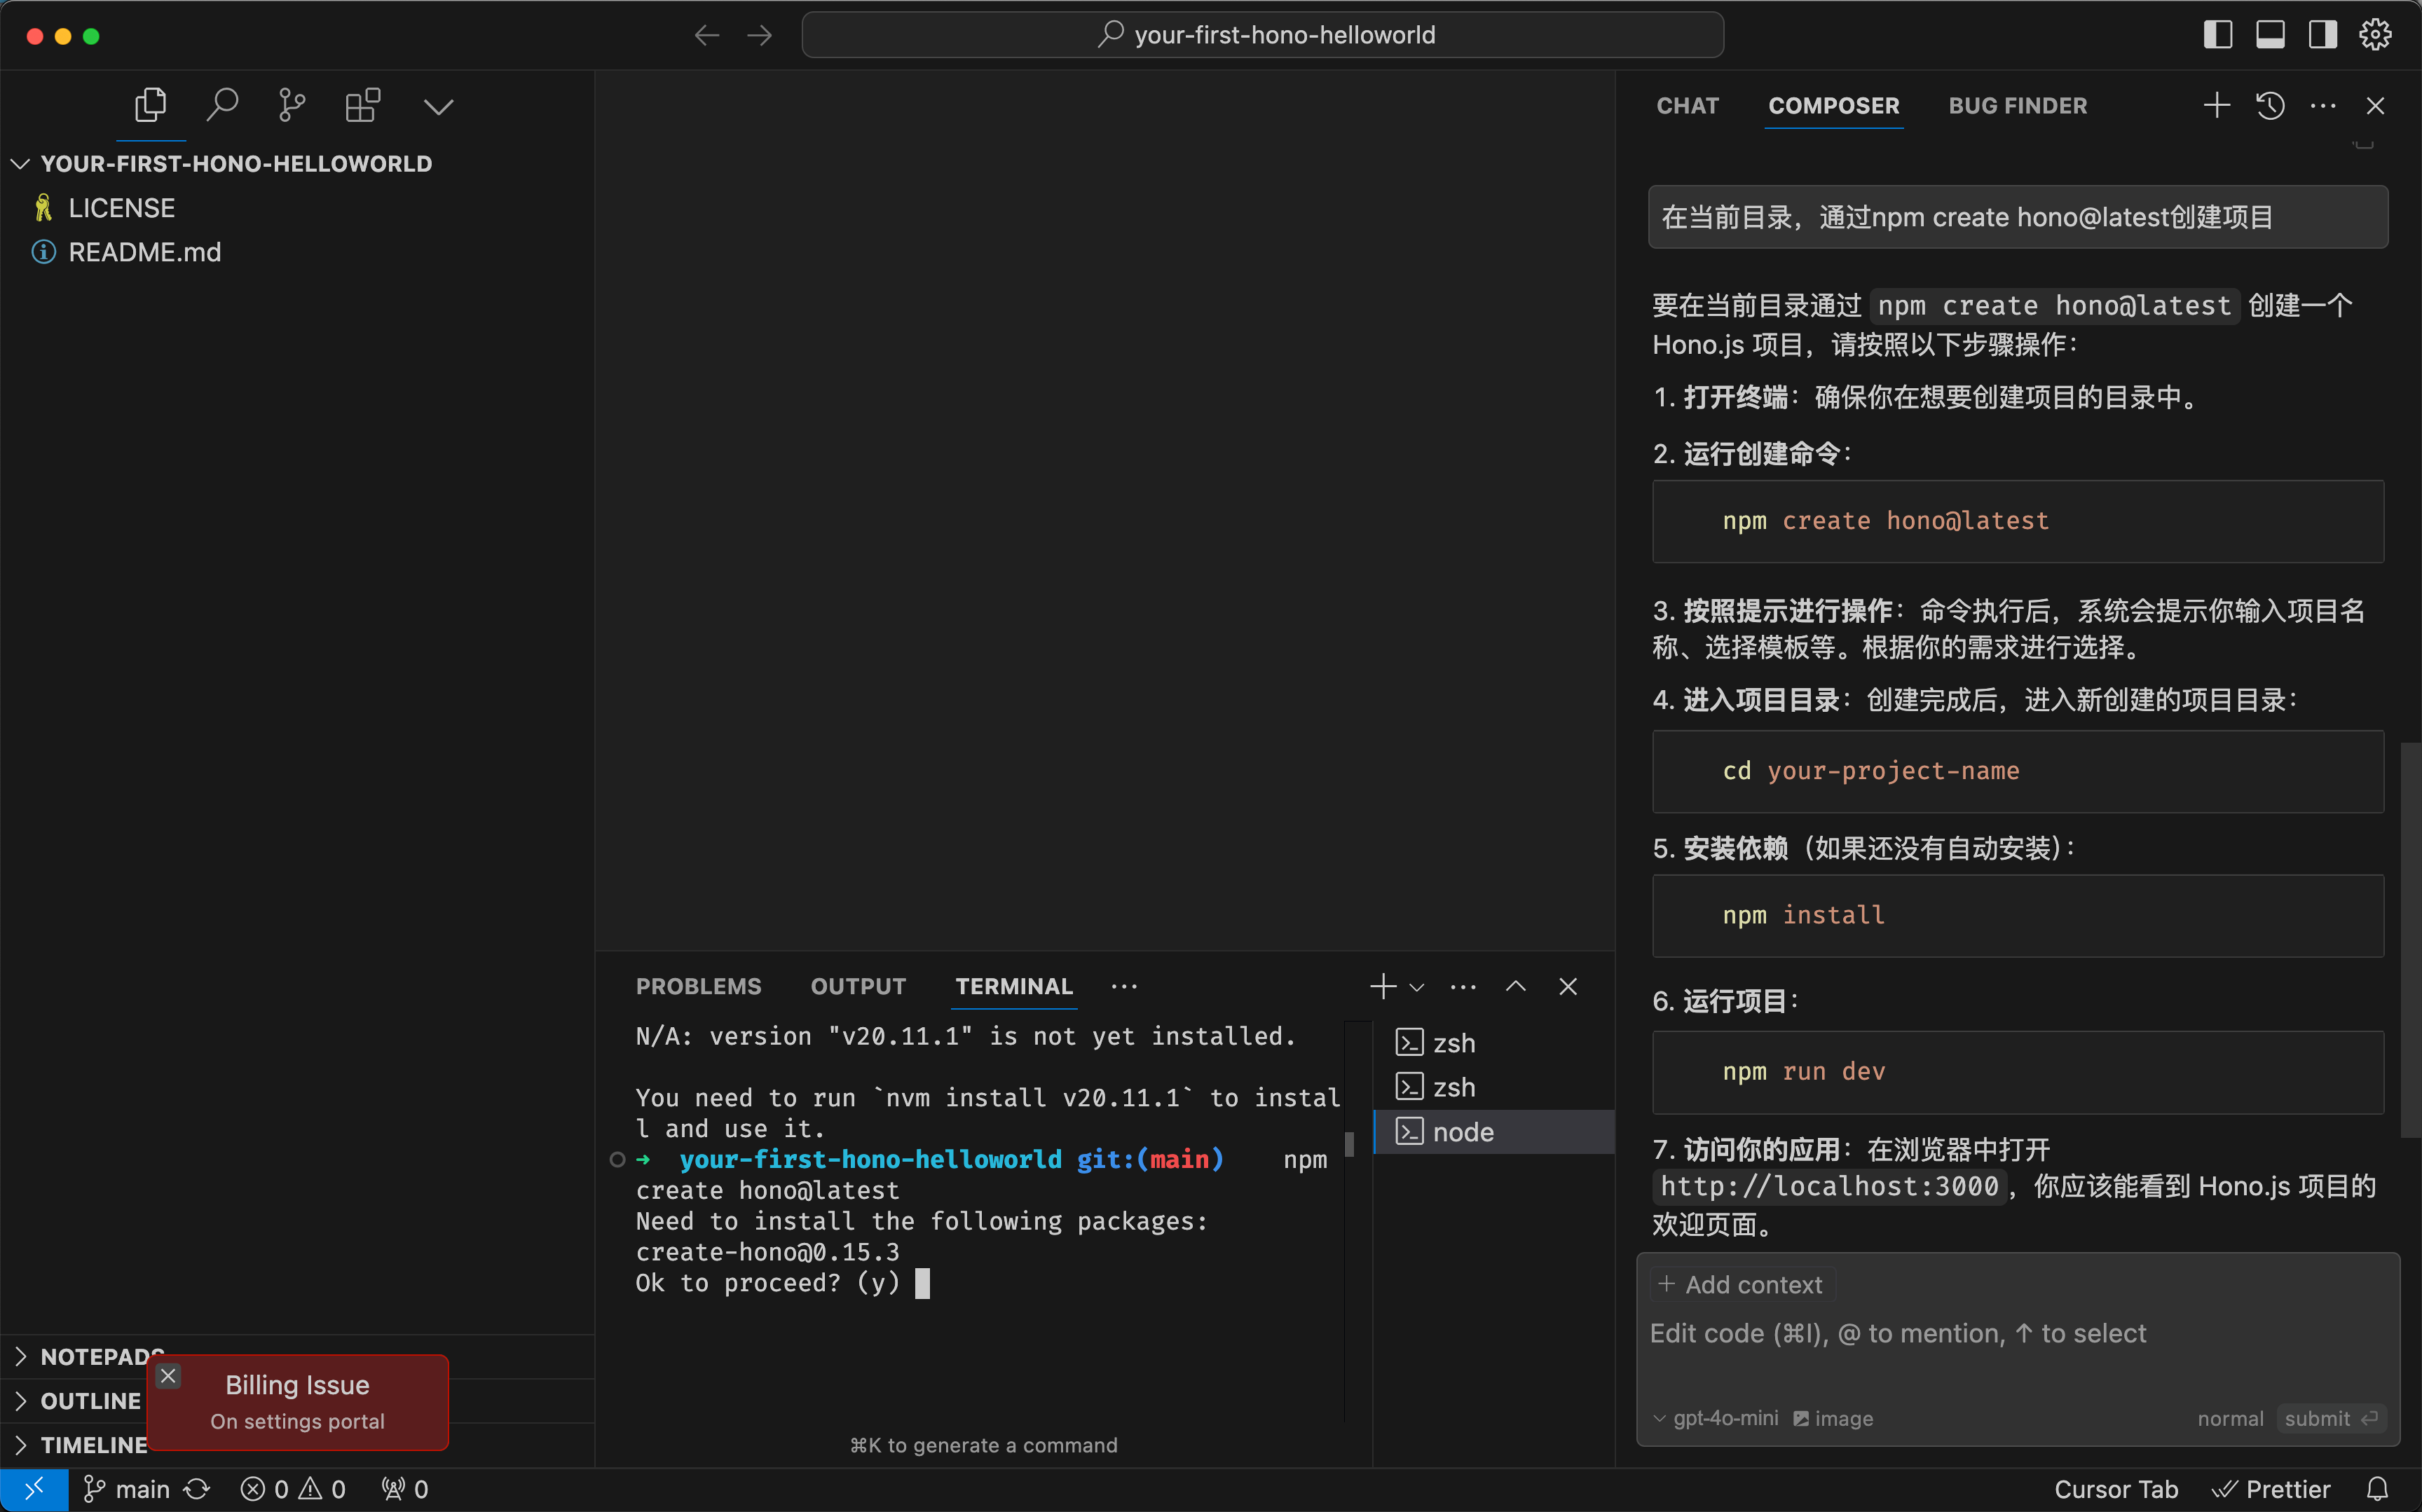 your-first-hono-helloworld
YOUR-FIRST-HONO-HELLOWORLD
LICENSE
README.md
NOTEPADS
OUTLINE
TIMELINE
Billing Issue
On settings portal
PROBLEMS
OUTPUT
TERMINAL
N/A: version "v20.11.1" is not yet installed.
You need to run `nvm install v20.11.1` to instal
l and use it.
➜  your-first-hono-helloworld git:(main)    npm
create hono@latest
Need to install the following packages:
create-hono@0.15.3
Ok to proceed? (y)
⌘K to generate a command
zsh
zsh
node
CHAT
COMPOSER
BUG FINDER
在当前目录，通过npm create hono@latest创建项目
要在当前目录通过 npm create hono@latest 创建一个
Hono.js 项目，请按照以下步骤操作：
1. 打开终端：确保你在想要创建项目的目录中。
2. 运行创建命令：
npm create hono@latest
3. 按照提示进行操作：命令执行后，系统会提示你输入项目名
称、选择模板等。根据你的需求进行选择。
4. 进入项目目录：创建完成后，进入新创建的项目目录：
cd your-project-name
5. 安装依赖（如果还没有自动安装）：
npm install
6. 运行项目：
npm run dev
7. 访问你的应用：在浏览器中打开
http://localhost:3000，你应该能看到 Hono.js 项目的
欢迎页面。
+ Add context
Edit code (⌘I), @ to mention, ↑ to select
gpt-4o-mini
image
normal
submit
main
0
0
0
Cursor Tab
Prettier